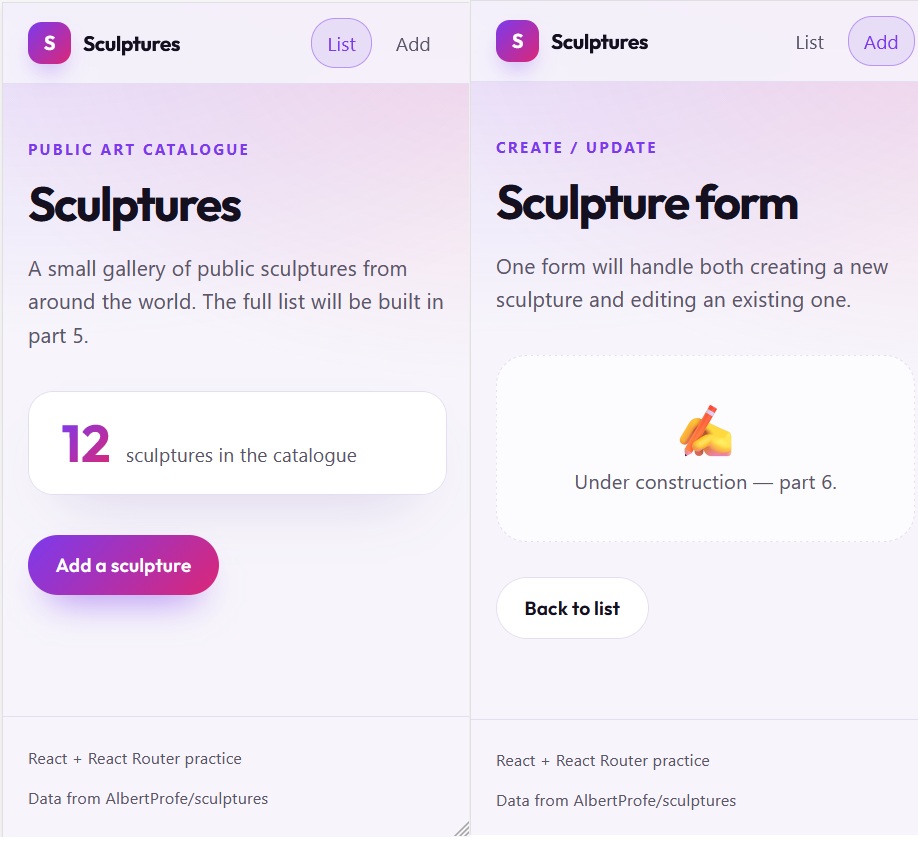 S Sculptures List Add
PUBLIC ART CATALOGUE
Sculptures
A small gallery of public sculptures from
around the world. The full list will be built in
part 5.
12 sculptures in the catalogue
Add a sculpture
React + React Router practice
Data from AlbertProfe/sculptures
S Sculptures List Add
CREATE / UPDATE
Sculpture form
One form will handle both creating a new
sculpture and editing an existing one.
Under construction — part 6.
Back to list
React + React Router practice
Data from AlbertProfe/sculptures